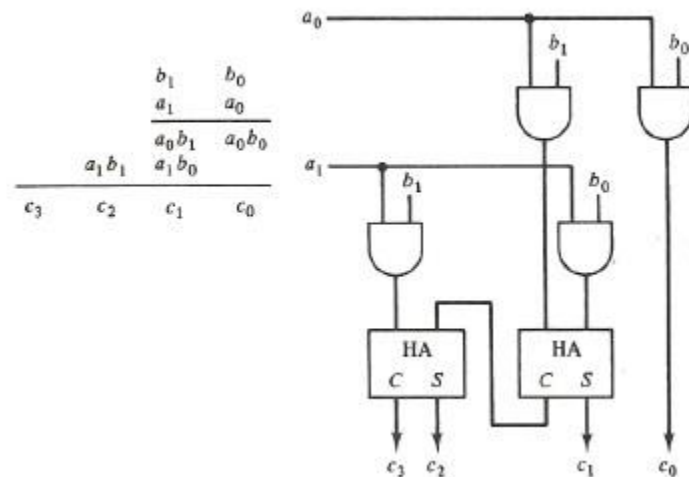 b₁ b₀
a₁ a₀
a₀b₁ a₀b₀
a₁b₁ a₁b₀
c₃ c₂ c₁ c₀
a₀
b₁ b₀
a₁
b₁ b₀
HA HA
C S C S
c₃ c₂ c₁ c₀